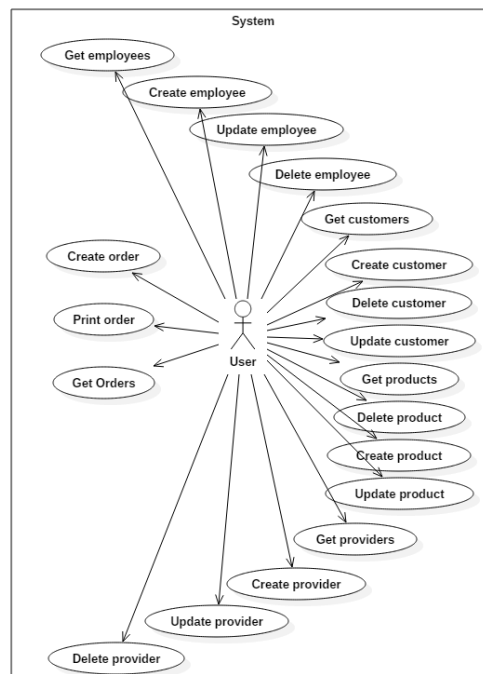 System
Get employees
Create employee
Update employee
Delete employee
Get customers
Create order
Create customer
Delete customer
Print order
Update customer
User
Get Orders
Get products
Delete product
Create product
Update product
Get providers
Create provider
Update provider
Delete provider